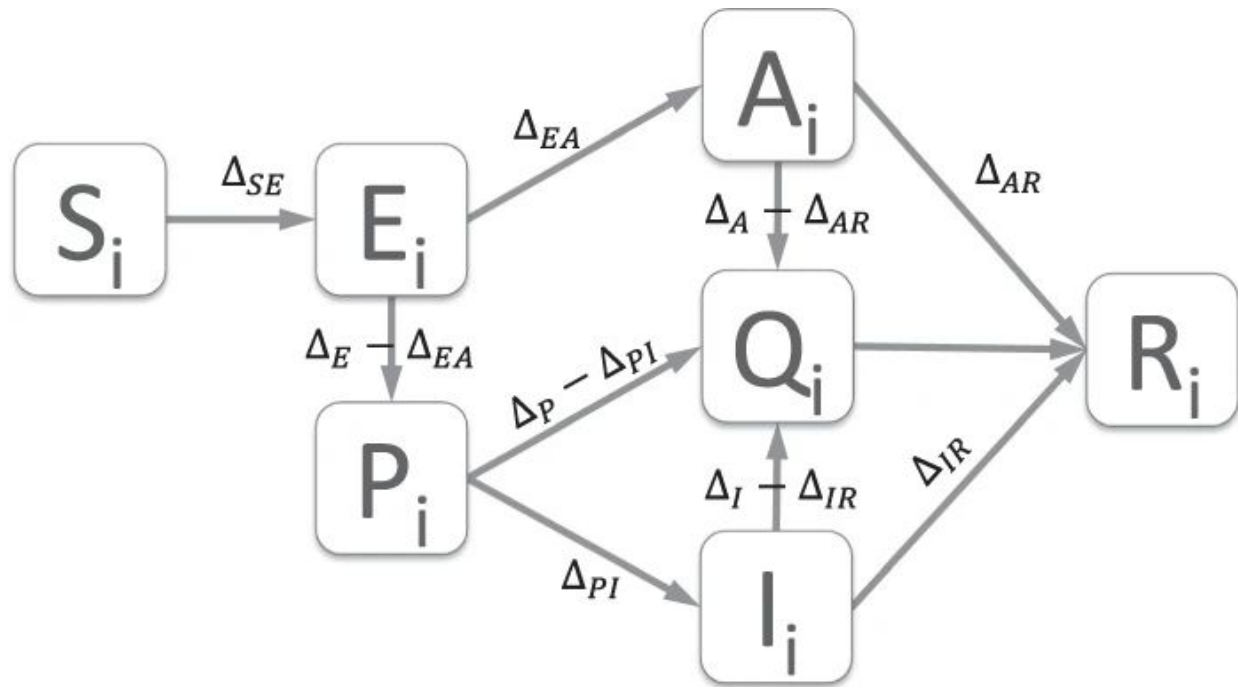 A_i
Δ_EA
Δ_AR
Δ_SE
S_i
E_i
Δ_A − Δ_AR
Δ_E − Δ_EA
Q_i
R_i
Δ_P − Δ_PI
P_i
Δ_I − Δ_IR
Δ_IR
Δ_PI
I_i